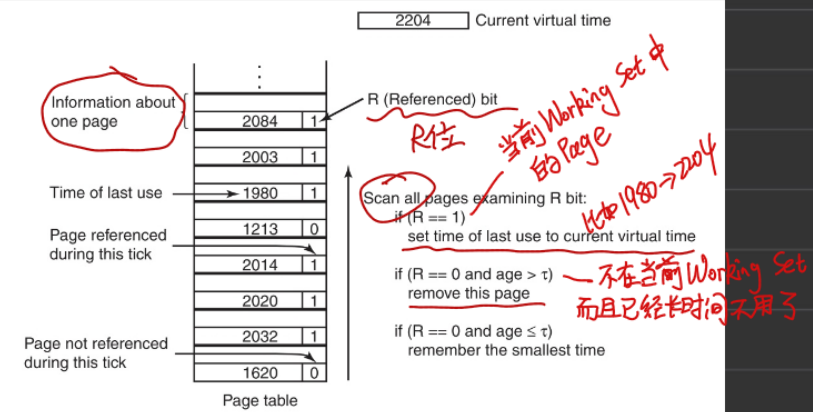 2204 Current virtual time
Information about
one page
2084 1
R (Referenced) bit
R位
当前Working Set中
的Page
2003 1
Time of last use
1980 1
Scan all pages examining R bit:
if (R == 1)
set time of last use to current virtual time
比如1980→2204
1213 0
Page referenced
during this tick
2014 1
if (R == 0 and age > τ)
remove this page
不在当前Working Set
而且已经长时间不用了
2020 1
if (R == 0 and age ≤ τ)
remember the smallest time
2032 1
Page not referenced
during this tick
1620 0
Page table